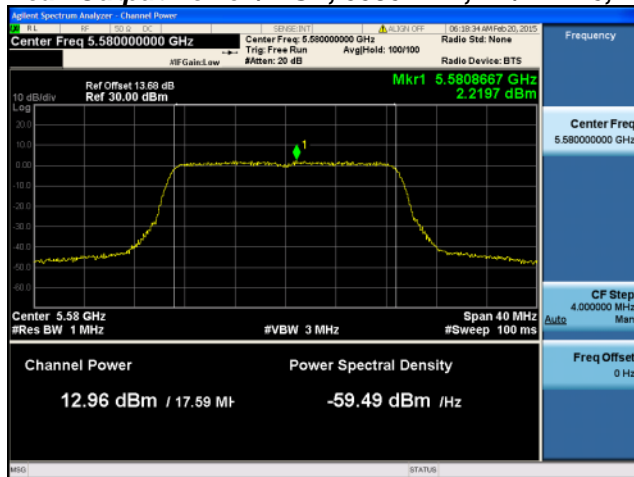 Agilent Spectrum Analyzer - Channel Power
RL RF 50 Ω DC SENSE:INT ALIGN OFF 06:18:34 AM Feb 20, 2015
Center Freq 5.580000000 GHz
Center Freq: 5.580000000 GHz
Radio Std: None
Trig: Free Run Avg|Hold: 100/100
#IFGain:Low #Atten: 20 dB Radio Device: BTS
Frequency
Mkr1 5.5808667 GHz
2.2197 dBm
Ref Offset 13.68 dB
10 dB/div Ref 30.00 dBm
Log
20.0
10.0
0.00
-10.0
-20.0
-30.0
-40.0
-50.0
-60.0
1
Center 5.58 GHz Span 40 MHz
#Res BW 1 MHz #VBW 3 MHz #Sweep 100 ms
Center Freq
5.580000000 GHz
CF Step
4.000000 MHz
Auto Man
Freq Offset
0 Hz
Channel Power Power Spectral Density
12.96 dBm / 17.59 MH -59.49 dBm /Hz
MSG STATUS